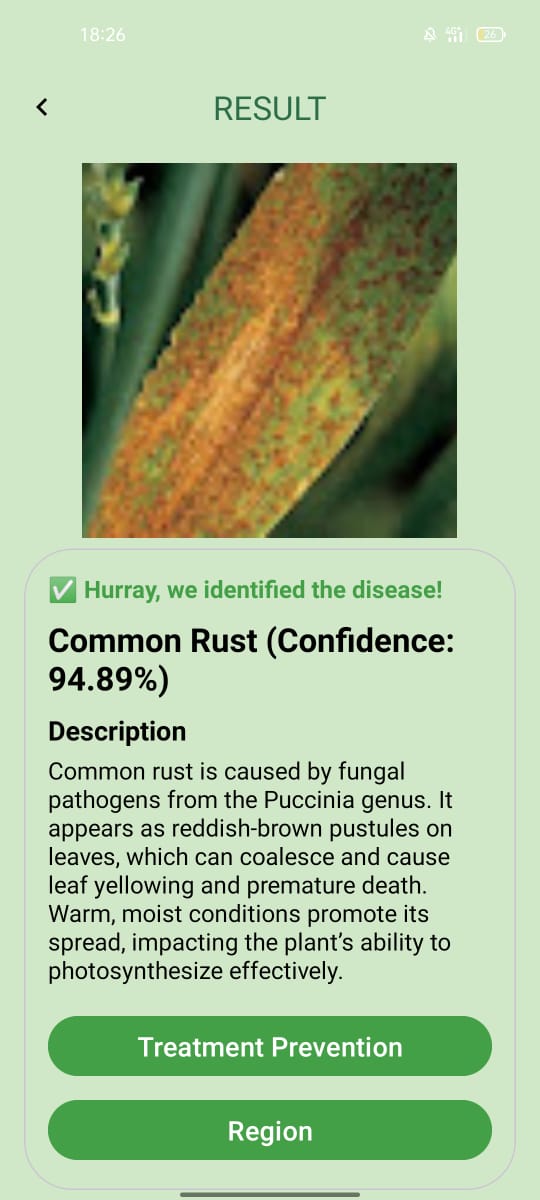 18:26
4G+
26
RESULT
✅ Hurray, we identified the disease!
Common Rust (Confidence:
94.89%)
Description
Common rust is caused by fungal
pathogens from the Puccinia genus. It
appears as reddish-brown pustules on
leaves, which can coalesce and cause
leaf yellowing and premature death.
Warm, moist conditions promote its
spread, impacting the plant’s ability to
photosynthesize effectively.
Treatment Prevention
Region